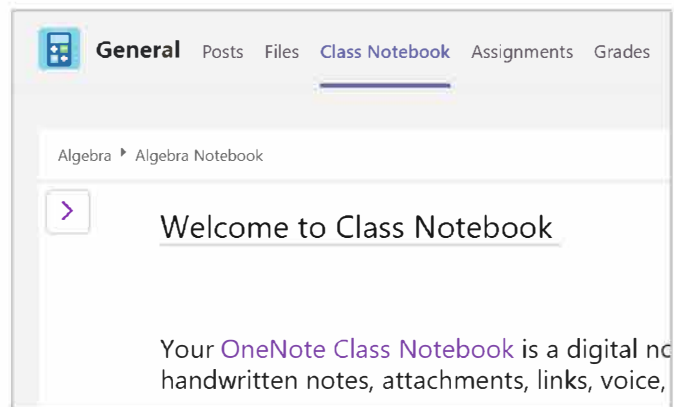 General Posts Files Class Notebook Assignments Grades
Algebra Algebra Notebook
Welcome to Class Notebook
Your OneNote Class Notebook is a digital
handwritten notes, attachments, links, voice,